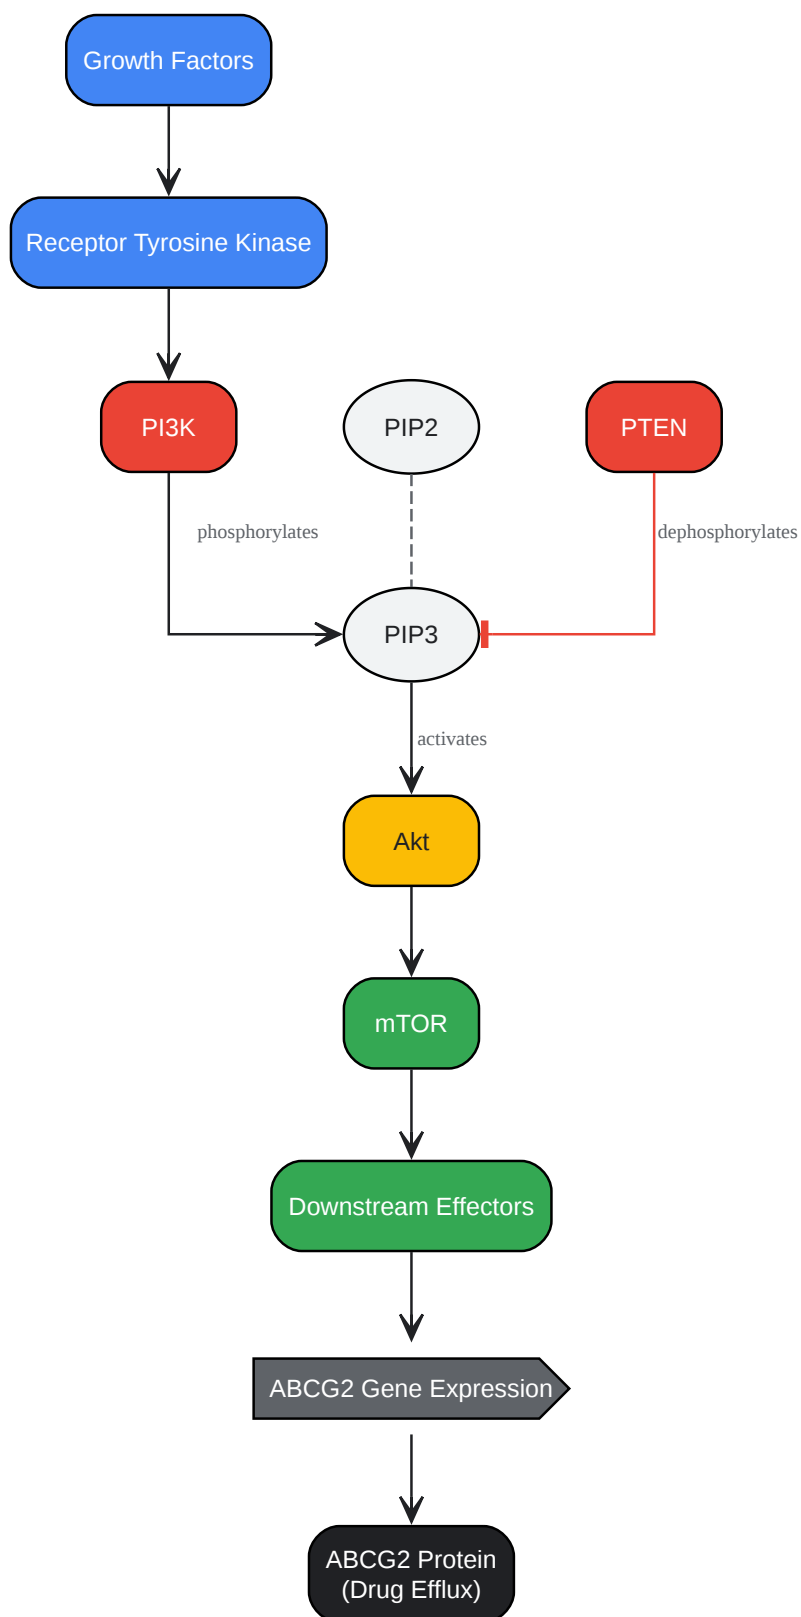 Growth Factors
Receptor Tyrosine Kinase
PI3K
PIP2
PTEN
phosphorylates
dephosphorylates
PIP3
activates
Akt
mTOR
Downstream Effectors
ABCG2 Gene Expression
ABCG2 Protein
(Drug Efflux)